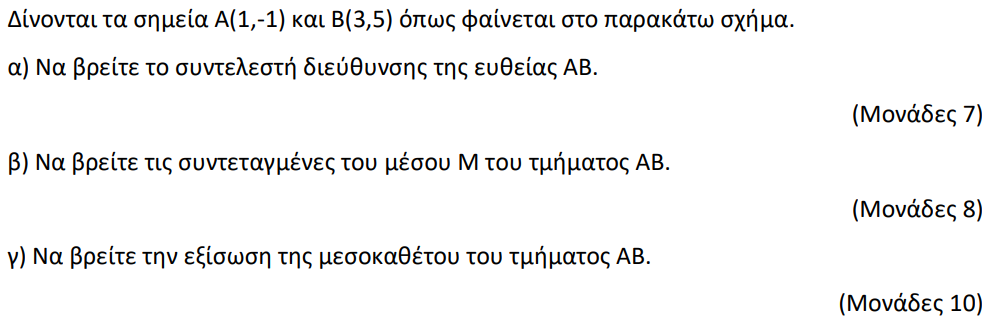 Δίνονται τα σημεία Α(1,-1) και Β(3,5) όπως φαίνεται στο παρακάτω σχήμα.
α) Να βρείτε το συντελεστή διεύθυνσης της ευθείας ΑΒ.
(Μονάδες 7)
β) Να βρείτε τις συντεταγμένες του μέσου Μ του τμήματος ΑΒ.
(Μονάδες 8)
γ) Να βρείτε την εξίσωση της μεσοκαθέτου του τμήματος ΑΒ.
(Μονάδες 10)